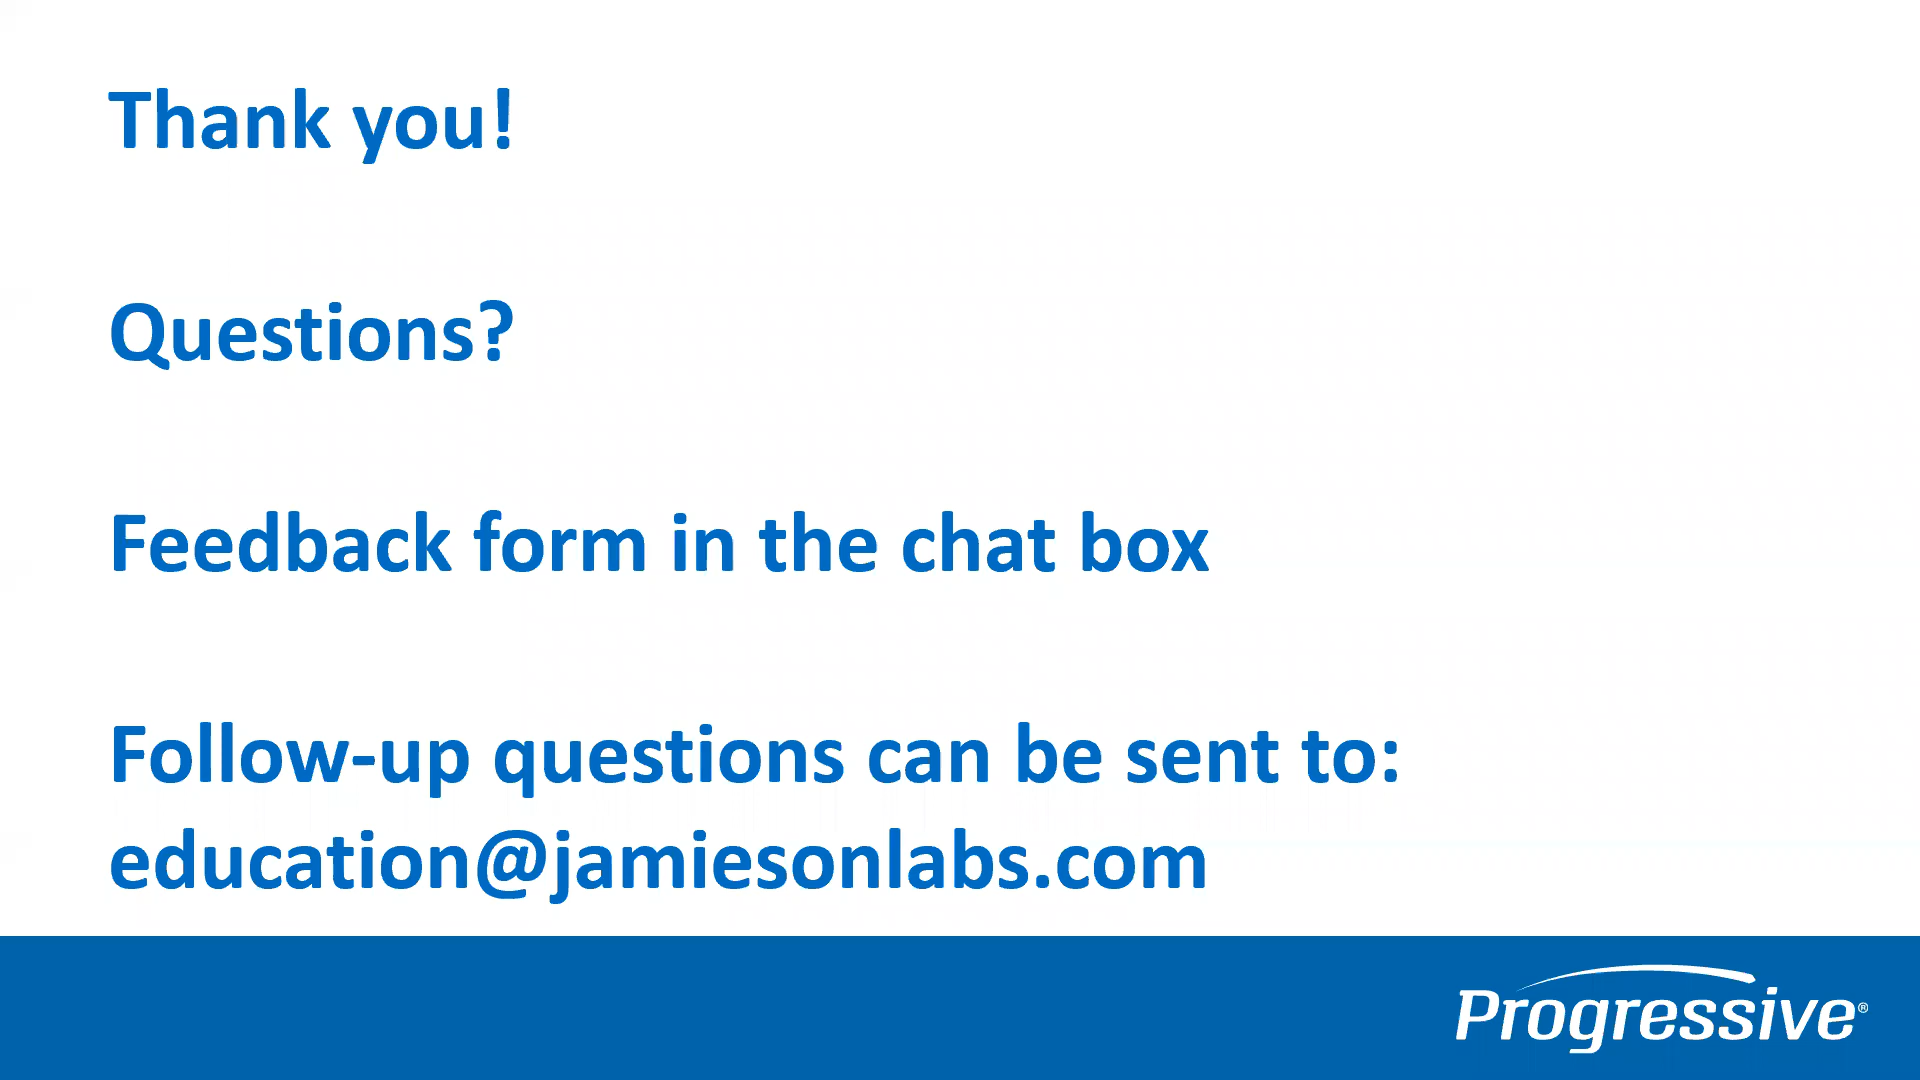 Thank you!
Questions?
Feedback form in the chat box
Follow-up questions can be sent to:
education@jamiesonlabs.com
Progressive®